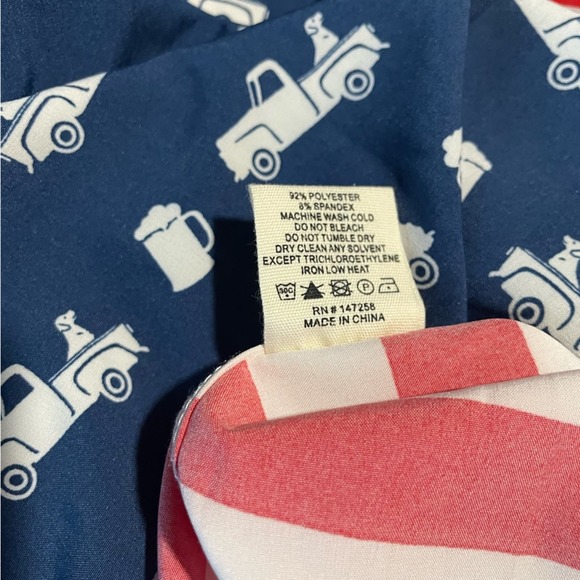 92% POLYESTER
8% SPANDEX
MACHINE WASH COLD
DO NOT BLEACH
DO NOT TUMBLE DRY
DRY CLEAN ANY SOLVENT
EXCEPT TRICHLOROETHYLENE
IRON LOW HEAT
30C P
RN# 147258
MADE IN CHINA